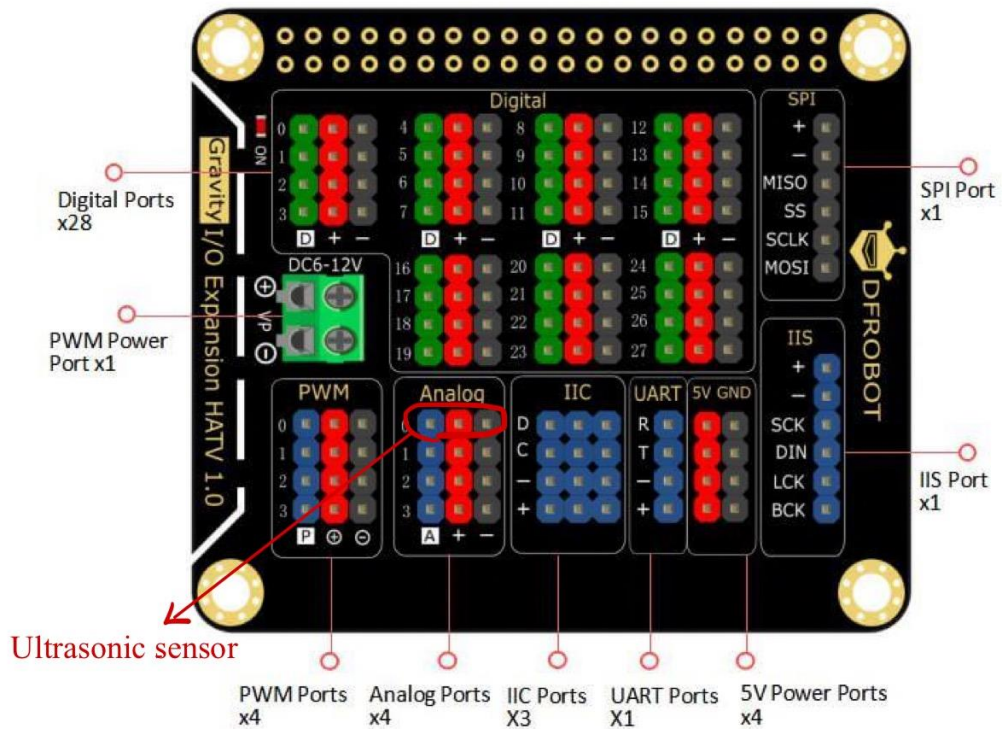 Digital
SPI
0
1
2
3
4
5
6
7
8
9
10
11
12
13
14
15
D + −
D + −
D + −
D + −
ON
+
−
MISO
SS
SCLK
MOSI
Digital Ports
x28
SPI Port
x1
Gravity I/O Expansion HATV 1.0
DFROBOT
DC6-12V
VP
PWM Power
Port x1
16
17
18
19
20
21
22
23
24
25
26
27
IIS
+
−
SCK
DIN
LCK
BCK
IIS Port
x1
PWM
0
1
2
3
P ⊕ ⊖
Analog
0
1
2
3
A + −
IIC
D
C
−
+
UART
R
T
−
+
5V GND
Ultrasonic sensor
PWM Ports
x4
Analog Ports
x4
IIC Ports
X3
UART Ports
X1
5V Power Ports
x4